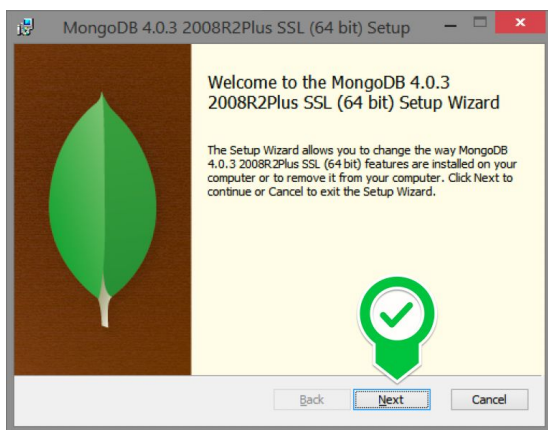 MongoDB 4.0.3 2008R2Plus SSL (64 bit) Setup
Welcome to the MongoDB 4.0.3
2008R2Plus SSL (64 bit) Setup Wizard
The Setup Wizard allows you to change the way MongoDB
4.0.3 2008R2Plus SSL (64 bit) features are installed on your
computer or to remove it from your computer. Click Next to
continue or Cancel to exit the Setup Wizard.
Back Next Cancel